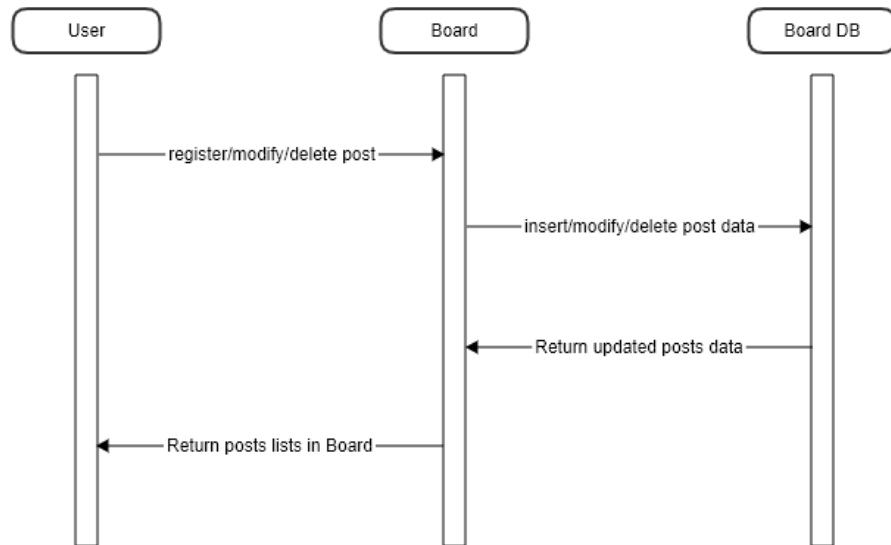 User
Board
Board DB
register/modify/delete post
insert/modify/delete post data
Return updated posts data
Return posts lists in Board